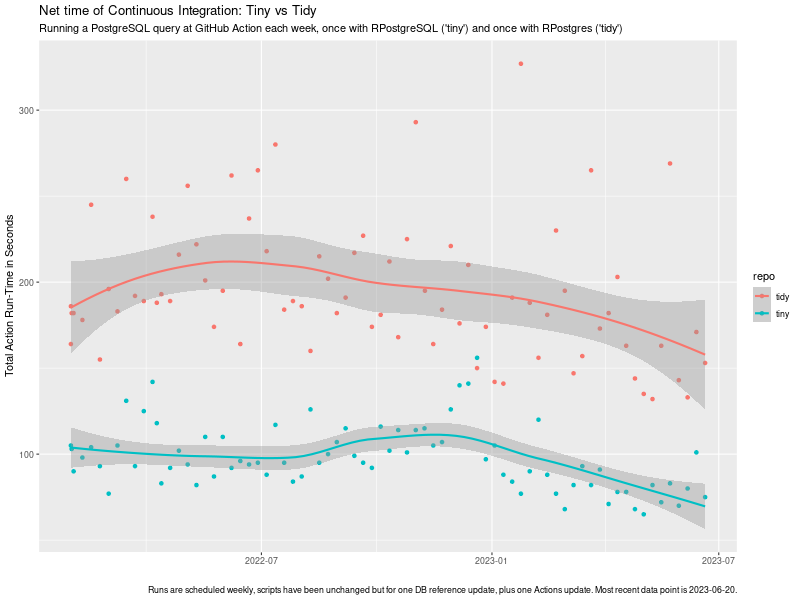 Net time of Continuous Integration: Tiny vs Tidy
Running a PostgreSQL query at GitHub Action each week, once with RPostgreSQL ('tiny') and once with RPostgres ('tidy')
Total Action Run-Time in Seconds
300
200
100
2022-07
2023-01
2023-07
repo
tidy
tiny
Runs are scheduled weekly, scripts have been unchanged but for one DB reference update, plus one Actions update. Most recent data point is 2023-06-20.